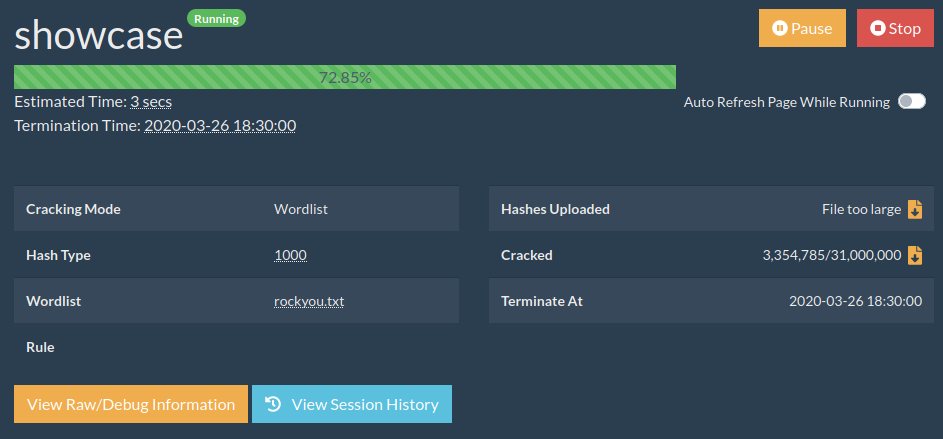 showcase Running
Pause Stop
72.85%
Estimated Time: 3 secs
Auto Refresh Page While Running
Termination Time: 2020-03-26 18:30:00
Cracking Mode Wordlist
Hash Type 1000
Wordlist rockyou.txt
Rule
Hashes Uploaded File too large
Cracked 3,354,785/31,000,000
Terminate At 2020-03-26 18:30:00
View Raw/Debug Information View Session History